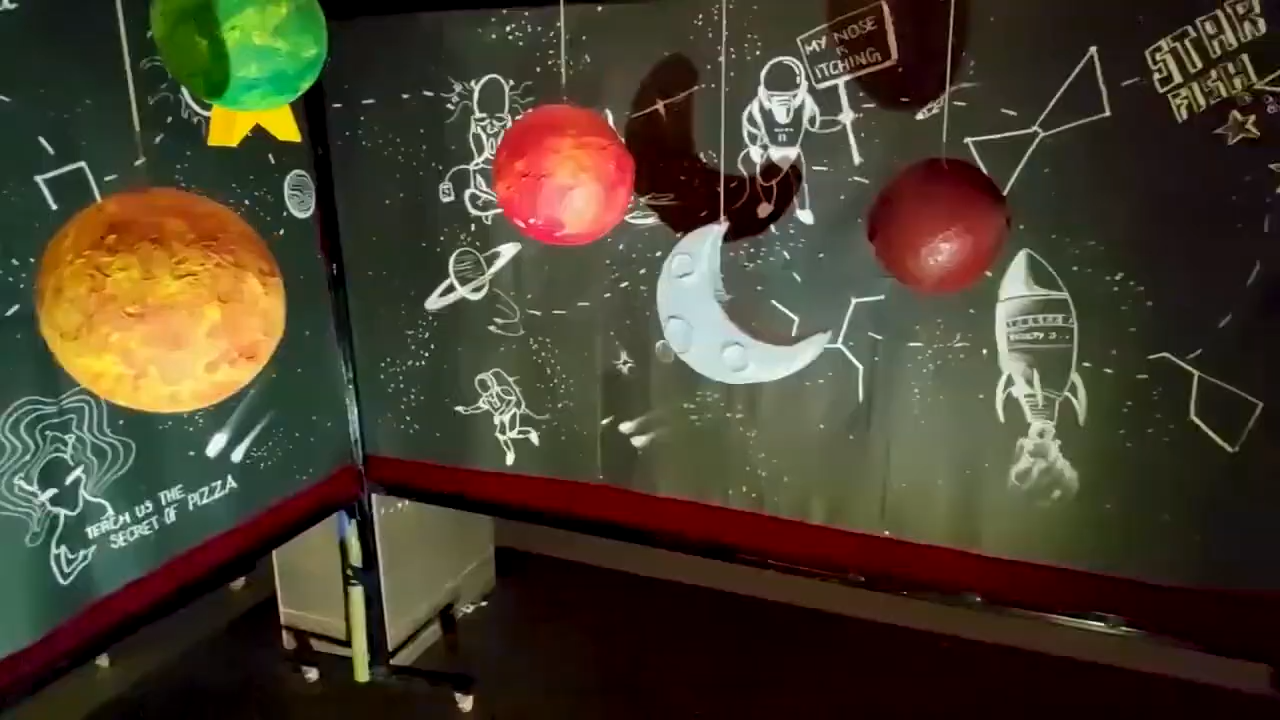 MY NOSE
IS
ITCHING
STAR
FISH
TEACH US THE
SECRET OF PIZZA